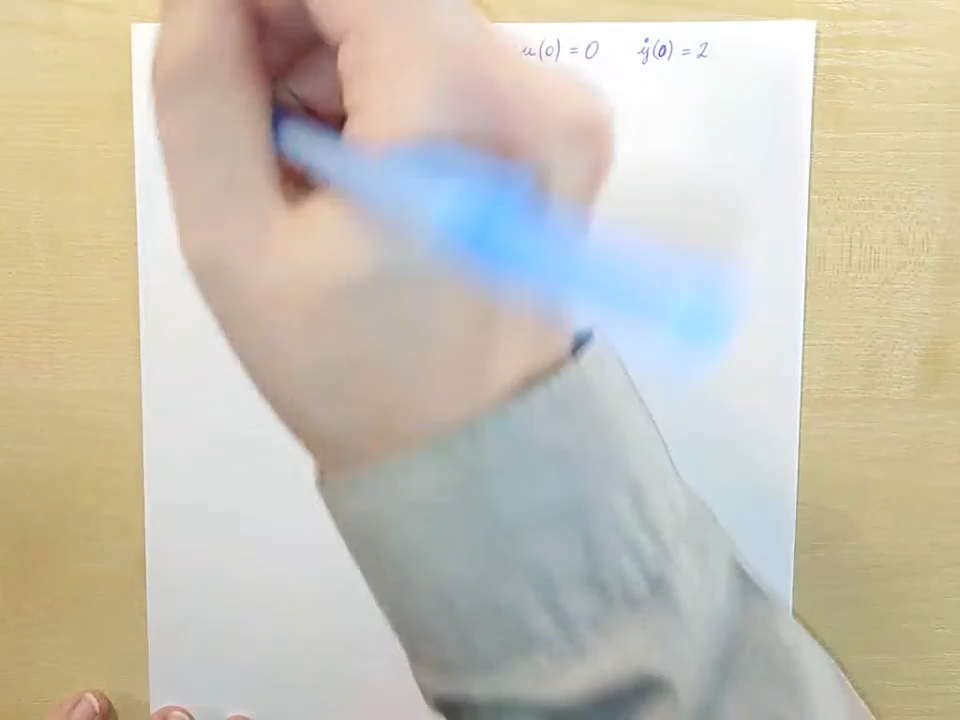 u(0) = 0 ẏ(0) = 2